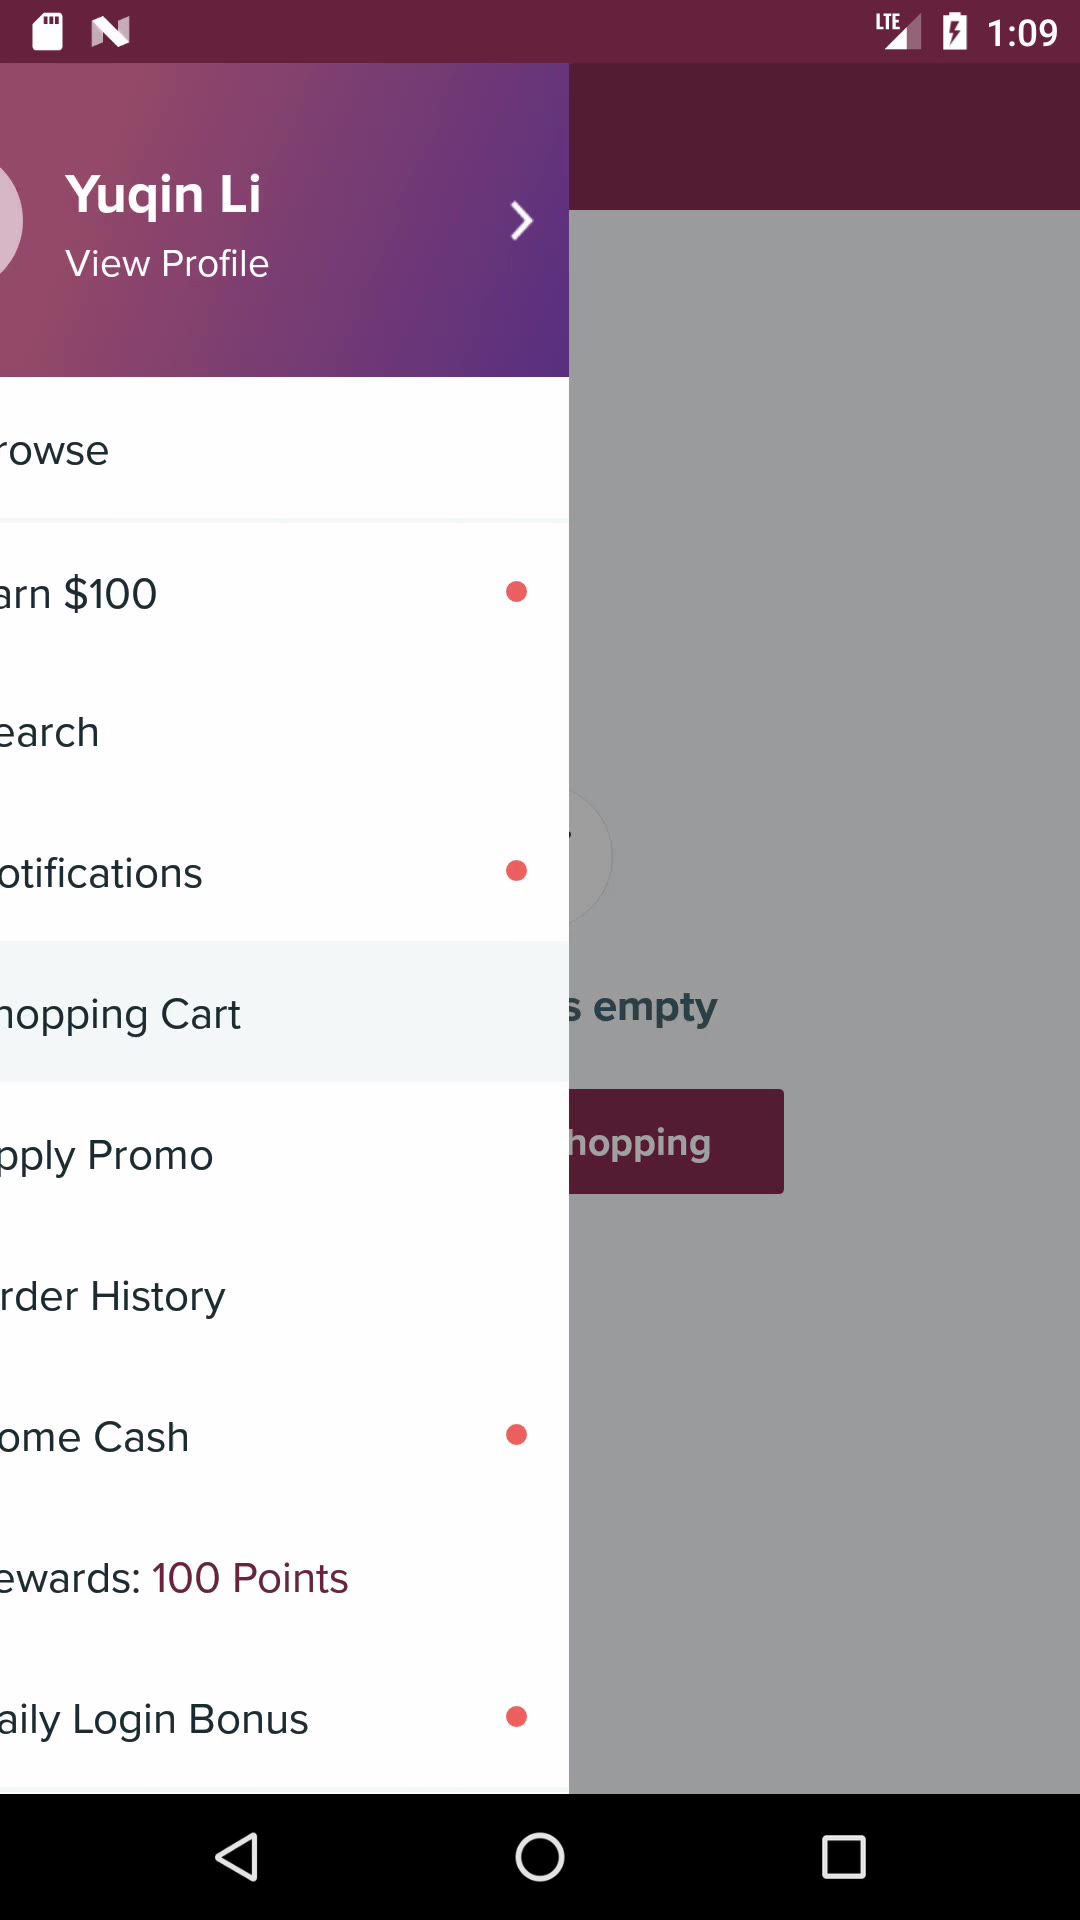 LTE 1:09
Yuqin Li
View Profile
rowse
arn $100
earch
otifications
hopping Cart
s empty
pply Promo
hopping
rder History
ome Cash
ewards: 100 Points
aily Login Bonus